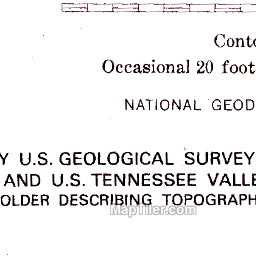 Conto
Occasional 20 foot
NATIONAL GEOD
Y U.S. GEOLOGICAL SURVEY
AND U.S. TENNESSEE VALLE
OLDER DESCRIBING TOPOGRAPH
MapTiler.com